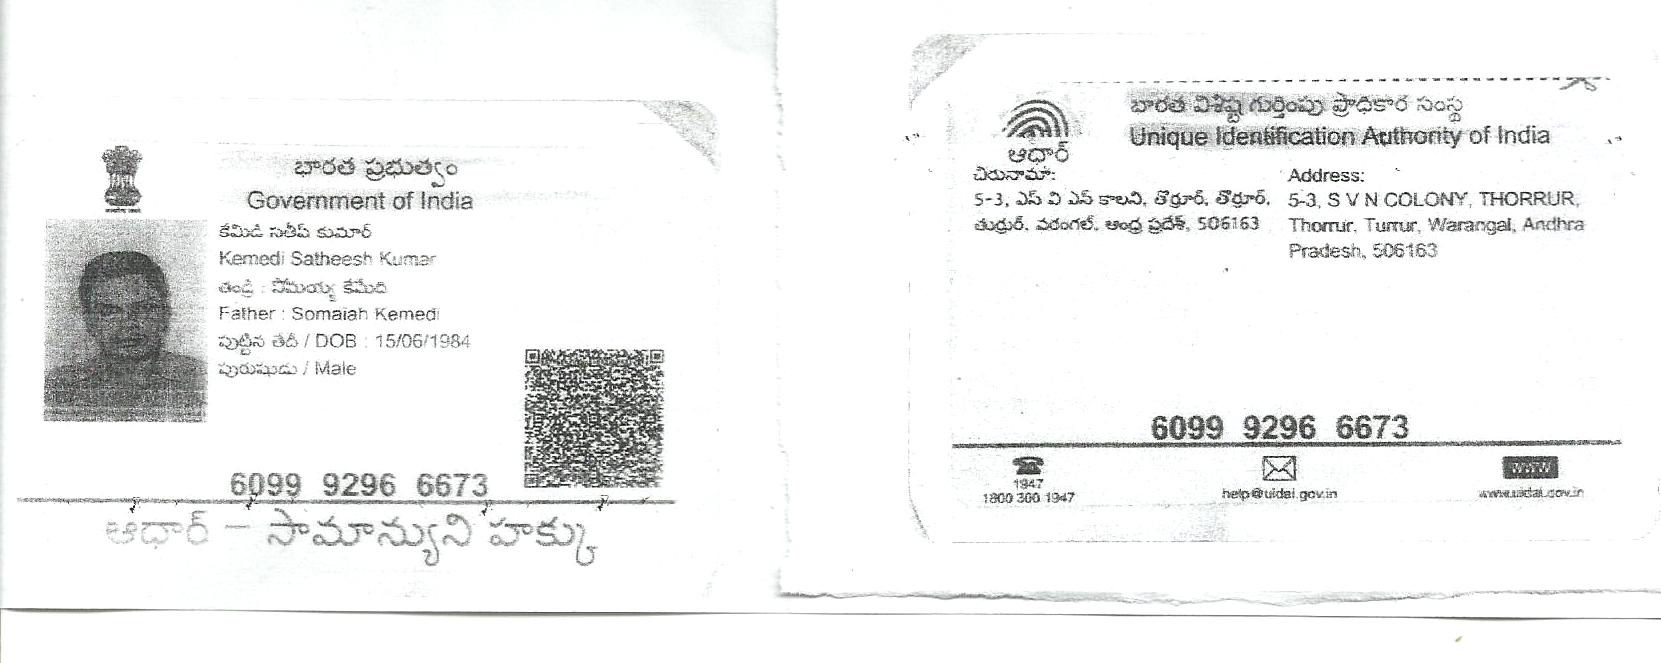 భారత ప్రభుత్వం
Government of India
కేమిడి సతీష్ కుమార్
Kemedi Satheesh Kumar
తండ్రి : సోమయ్య కేమేది
Father : Somaiah Kemedi
పుట్టిన తేదీ / DOB : 15/06/1984
పురుషుడు / Male
6099 9296 6673
ఆధార్ – సామాన్యుని హక్కు
భారత విశిష్ట గుర్తింపు ప్రాధికార సంస్థ
Unique Identification Authority of India
ఆధార్
చిరునామా:
5-3, ఎస్ వి ఎస్ కాలని, తొర్రూర్, తొర్రూర్,
తుర్రుర్, వరంగల్, ఆంధ్ర ప్రదేశ్, 506163
Address:
5-3, S V N COLONY, THORRUR,
Thorrur, Turrur, Warangal, Andhra
Pradesh, 506163
6099 9296 6673
1947
1800 300 1947
help@uidai.gov.in
www
www.uidai.gov.in